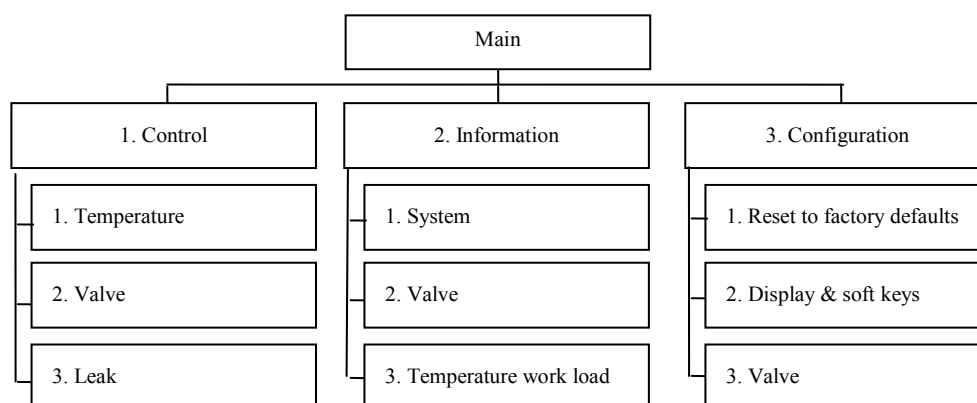 Main
1. Control
2. Information
3. Configuration
1. Temperature
1. System
1. Reset to factory defaults
2. Valve
2. Valve
2. Display & soft keys
3. Leak
3. Temperature work load
3. Valve